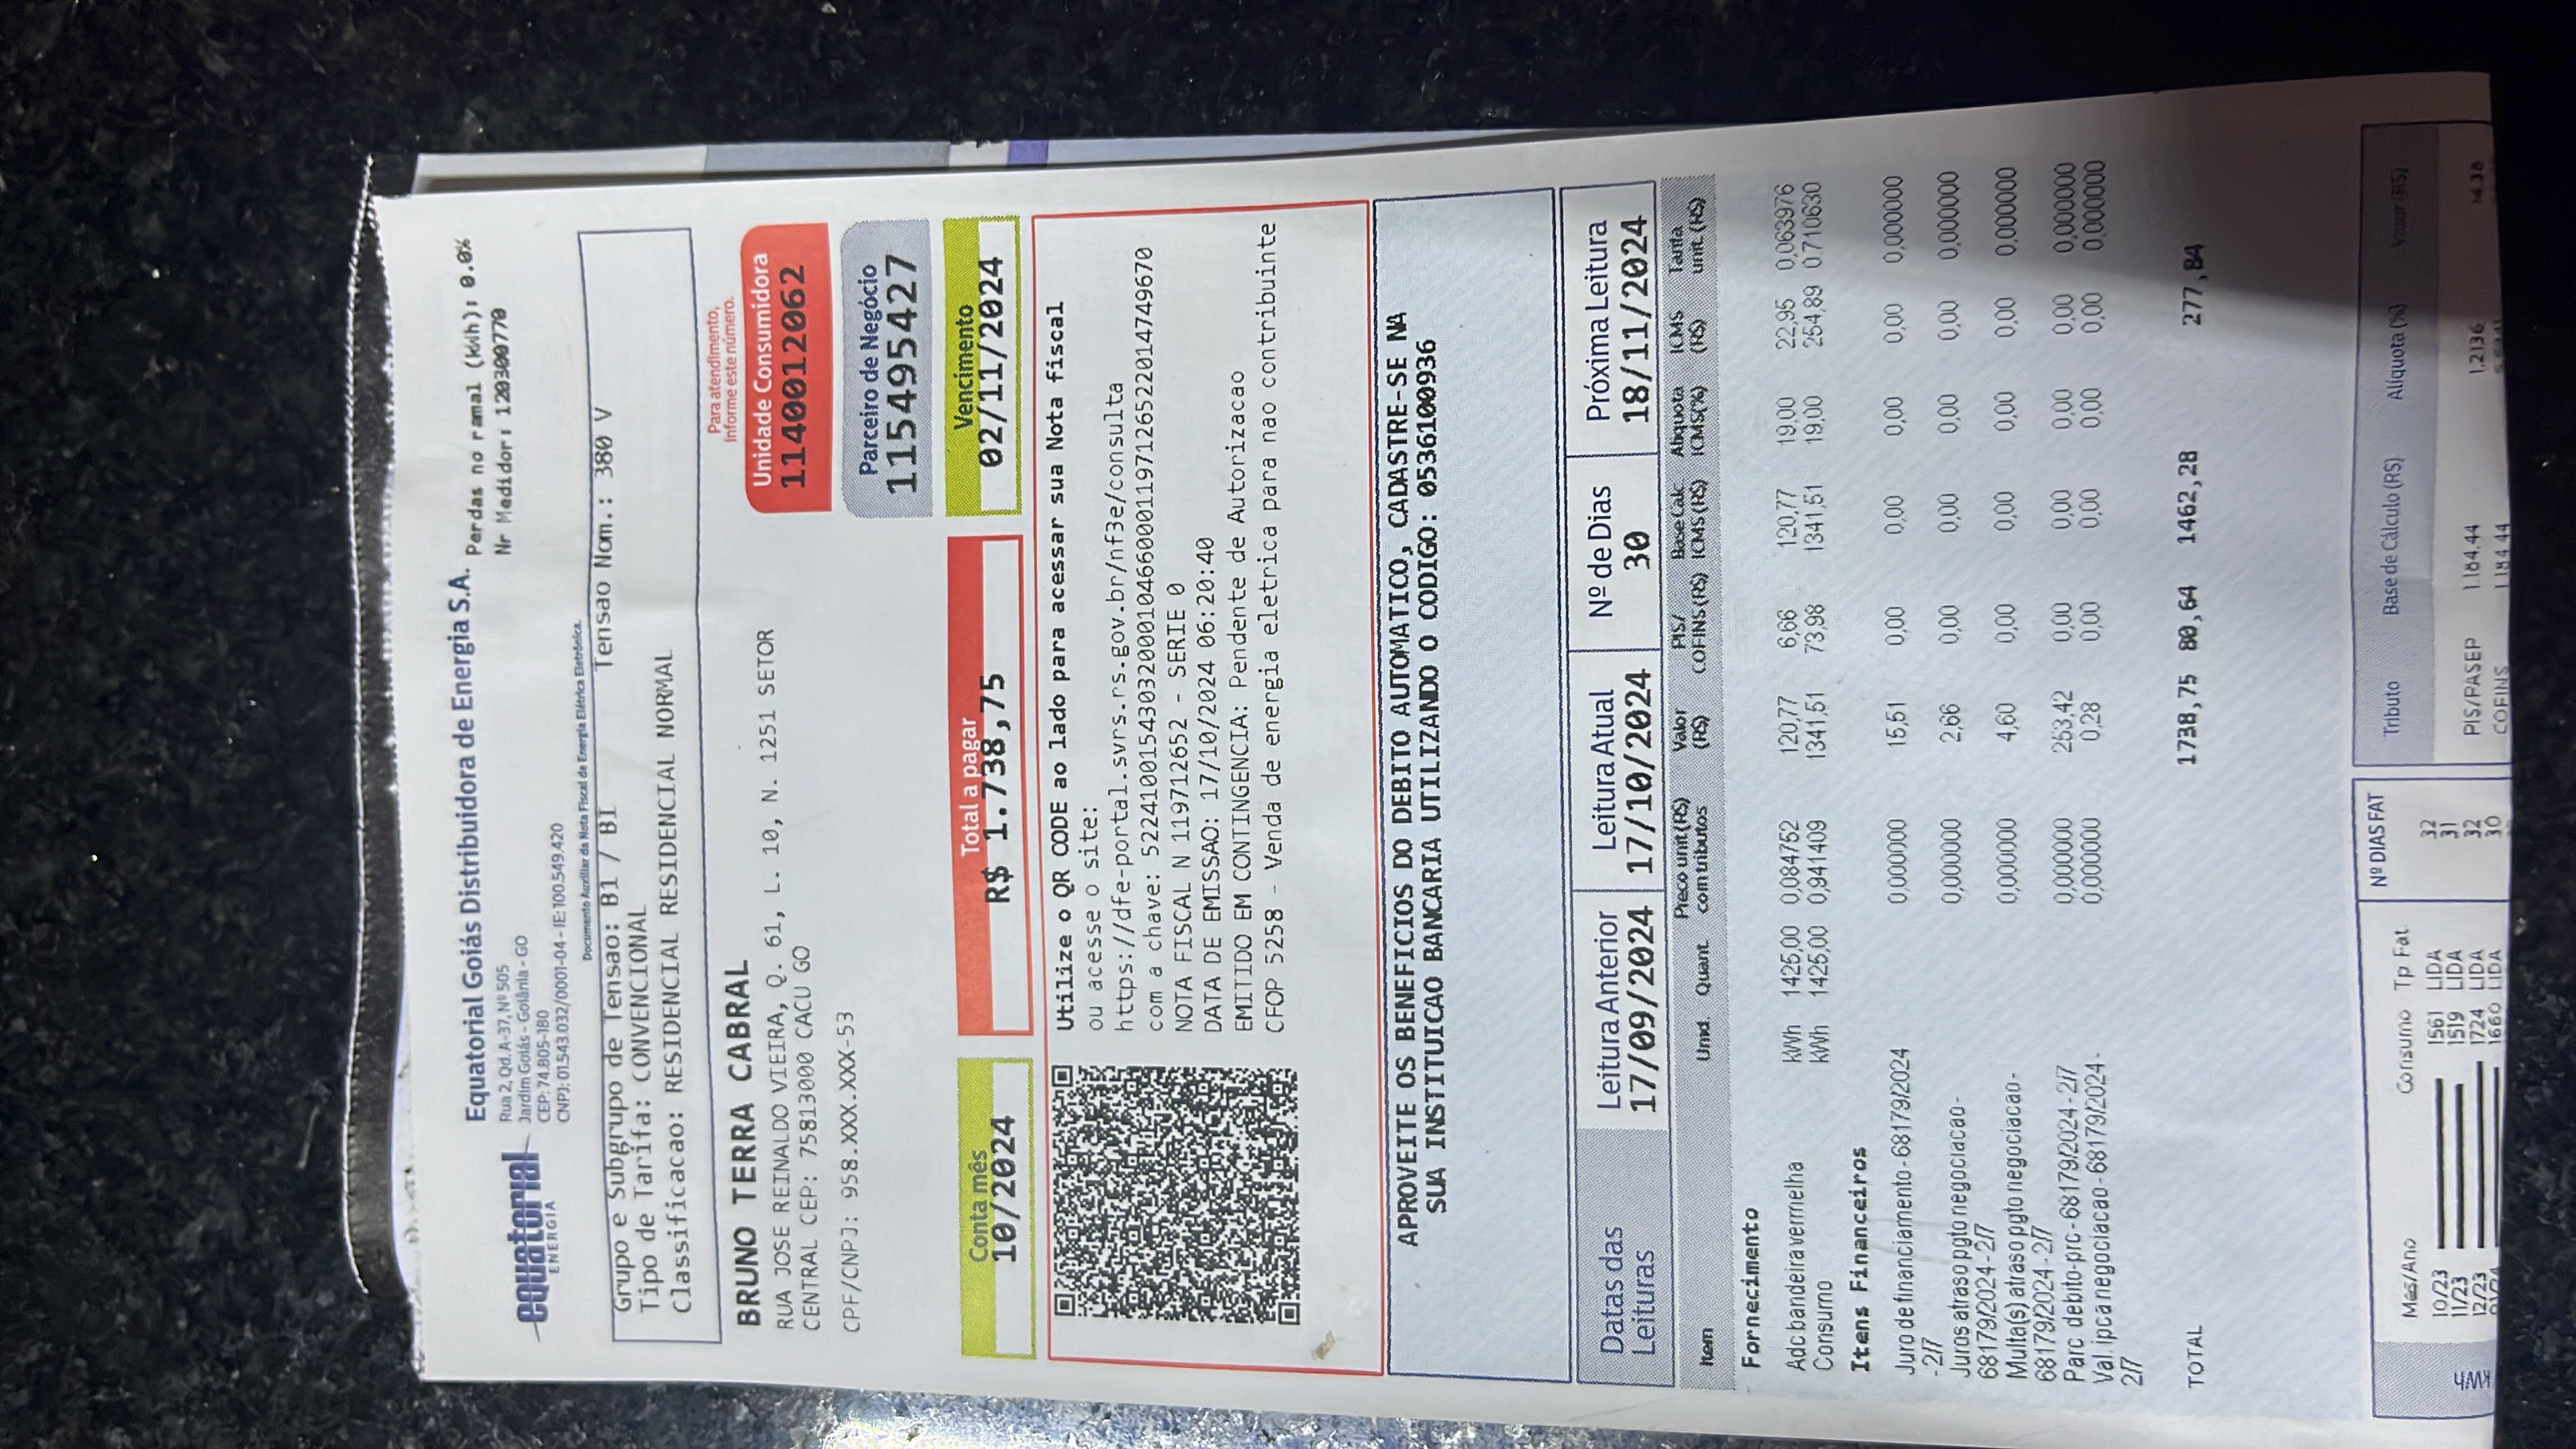 Equatorial Goiás Distribuidora de Energia S.A.
Perdas no ramal (kWh): 0.0%
Nr Medidor: 120300770
equatorial
ENERGIA
Rua 2, Qd. A-37, Nº 505
Jardim Goiás - Goiânia - GO
CEP: 74.805-180
CNPJ: 01.543.032/0001-04 - IE: 100.549.420
Documento Auxiliar da Nota Fiscal de Energia Elétrica Eletrônica.
Grupo e Subgrupo de Tensao: B1 / BI Tensao Nom.: 380 V
Tipo de Tarifa: CONVENCIONAL
Classificacao: RESIDENCIAL RESIDENCIAL NORMAL
BRUNO TERRA CABRAL
RUA JOSE REINALDO VIEIRA, Q. 61, L. 10, N. 1251 SETOR
CENTRAL CEP: 75813000 CACU GO
CPF/CNPJ: 958.XXX.XXX-53
Para atendimento,
informe este número.
Unidade Consumidora
1140012062
Parceiro de Negócio
115495427
Conta mês
10/2024
Total a pagar
R$ 1.738,75
Vencimento
02/11/2024
Utilize o QR CODE ao lado para acessar sua Nota fiscal
ou acesse o site:
https://dfe-portal.svrs.rs.gov.br/nf3e/consulta
com a chave: 52241001543032000104660001197126522014749670
NOTA FISCAL N 119712652 - SERIE 0
DATA DE EMISSAO: 17/10/2024 06:20:40
EMITIDO EM CONTINGENCIA: Pendente de Autorizacao
CFOP 5258 - Venda de energia eletrica para nao contribuinte
APROVEITE OS BENEFICIOS DO DEBITO AUTOMATICO, CADASTRE-SE NA
SUA INSTITUICAO BANCARIA UTILIZANDO O CODIGO: 0536100936
Datas das Leituras
Leitura Anterior Leitura Atual Nº de Dias Próxima Leitura
17/09/2024 17/10/2024 30 18/11/2024
Item Unid. Quant. Preco unit (R$) com tributos Valor (R$) PIS/ COFINS (R$) Base Calc. ICMS (R$) Aliquota ICMS(%) ICMS (R$) Tarifa unit. (R$)
Fornecimento
Adc bandeira vermelha kWh 1425,00 0,084752 120,77 6,66 120,77 19,00 22,95 0,063976
Consumo kWh 1425,00 0,941409 1341,51 73,98 1341,51 19,00 254,89 0.710630
Itens Financeiros
Juro de financiamento - 68179/2024 0,000000 15,51 0,00 0,00 0,00 0,00 0,000000
- 2/7
Juros atraso pgto negociacao - 0,000000 2,66 0,00 0,00 0,00 0,00 0,000000
68179/2024 - 2/7
Multa(s) atraso pgto negociacao - 0,000000 4,60 0,00 0,00 0,00 0,00 0,000000
68179/2024 - 2/7
Parc. debito-prc - 68179/2024 - 2/7 0,000000 253,42 0,00 0,00 0,00 0,00 0,000000
Val. ipca negociacao - 68179/2024 - 0,000000 0,28 0,00 0,00 0,00 0,00 0,000000
2/7
TOTAL 1738,75 80,64 1462,28 277,84
kWh
Mes/Ano Consumo Tp Fat. Nº DIAS FAT
10/23 1561 LIDA 32
11/23 1519 LIDA 31
12/23 1724 LIDA 32
01/24 1660 LIDA 30
Tributo Base de Cálculo (R$) Alíquota (%) Valor (R$)
PIS/PASEP 1.184,44 1,2136 14,38
COFINS 1.184,44